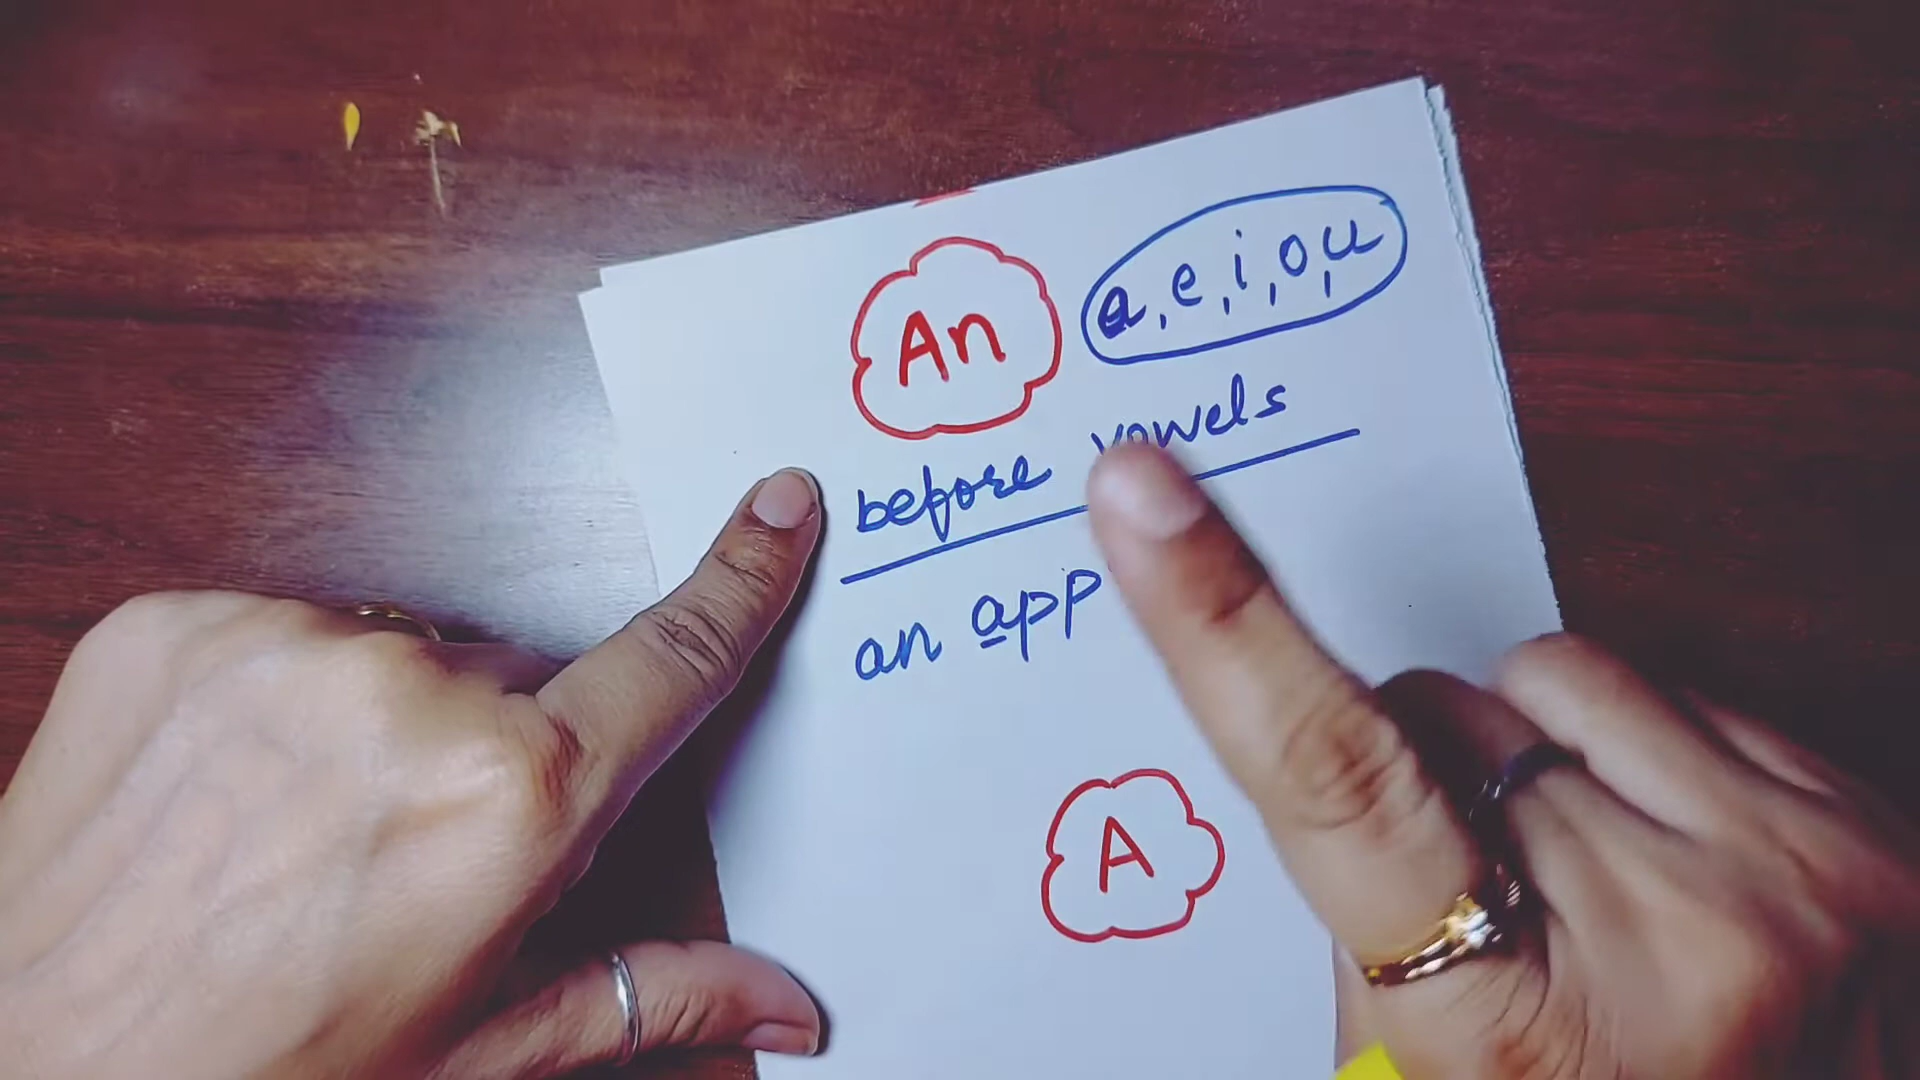 An a, e, i, o, u
before vowels
an app
A